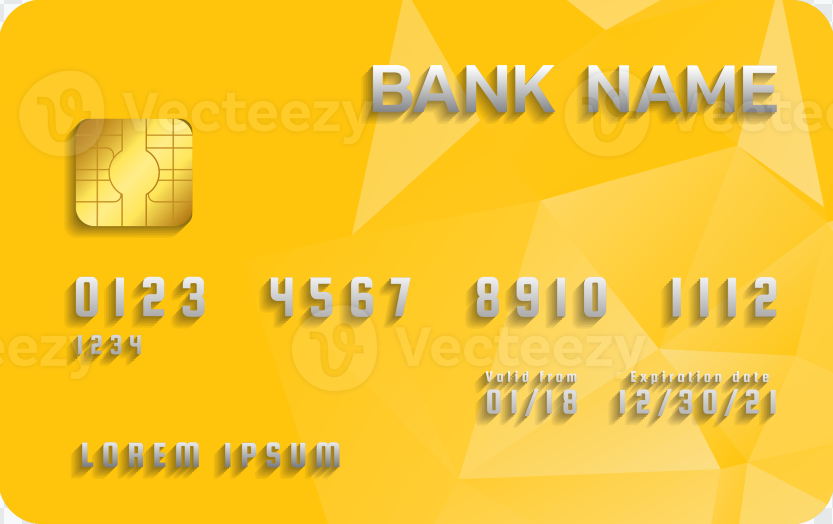 BANK NAME
Vecteezy
0123 4567 8910 1112
1234
Vecteezy
Valid from Expiration date
01/18 12/30/21
LOREM IPSUM